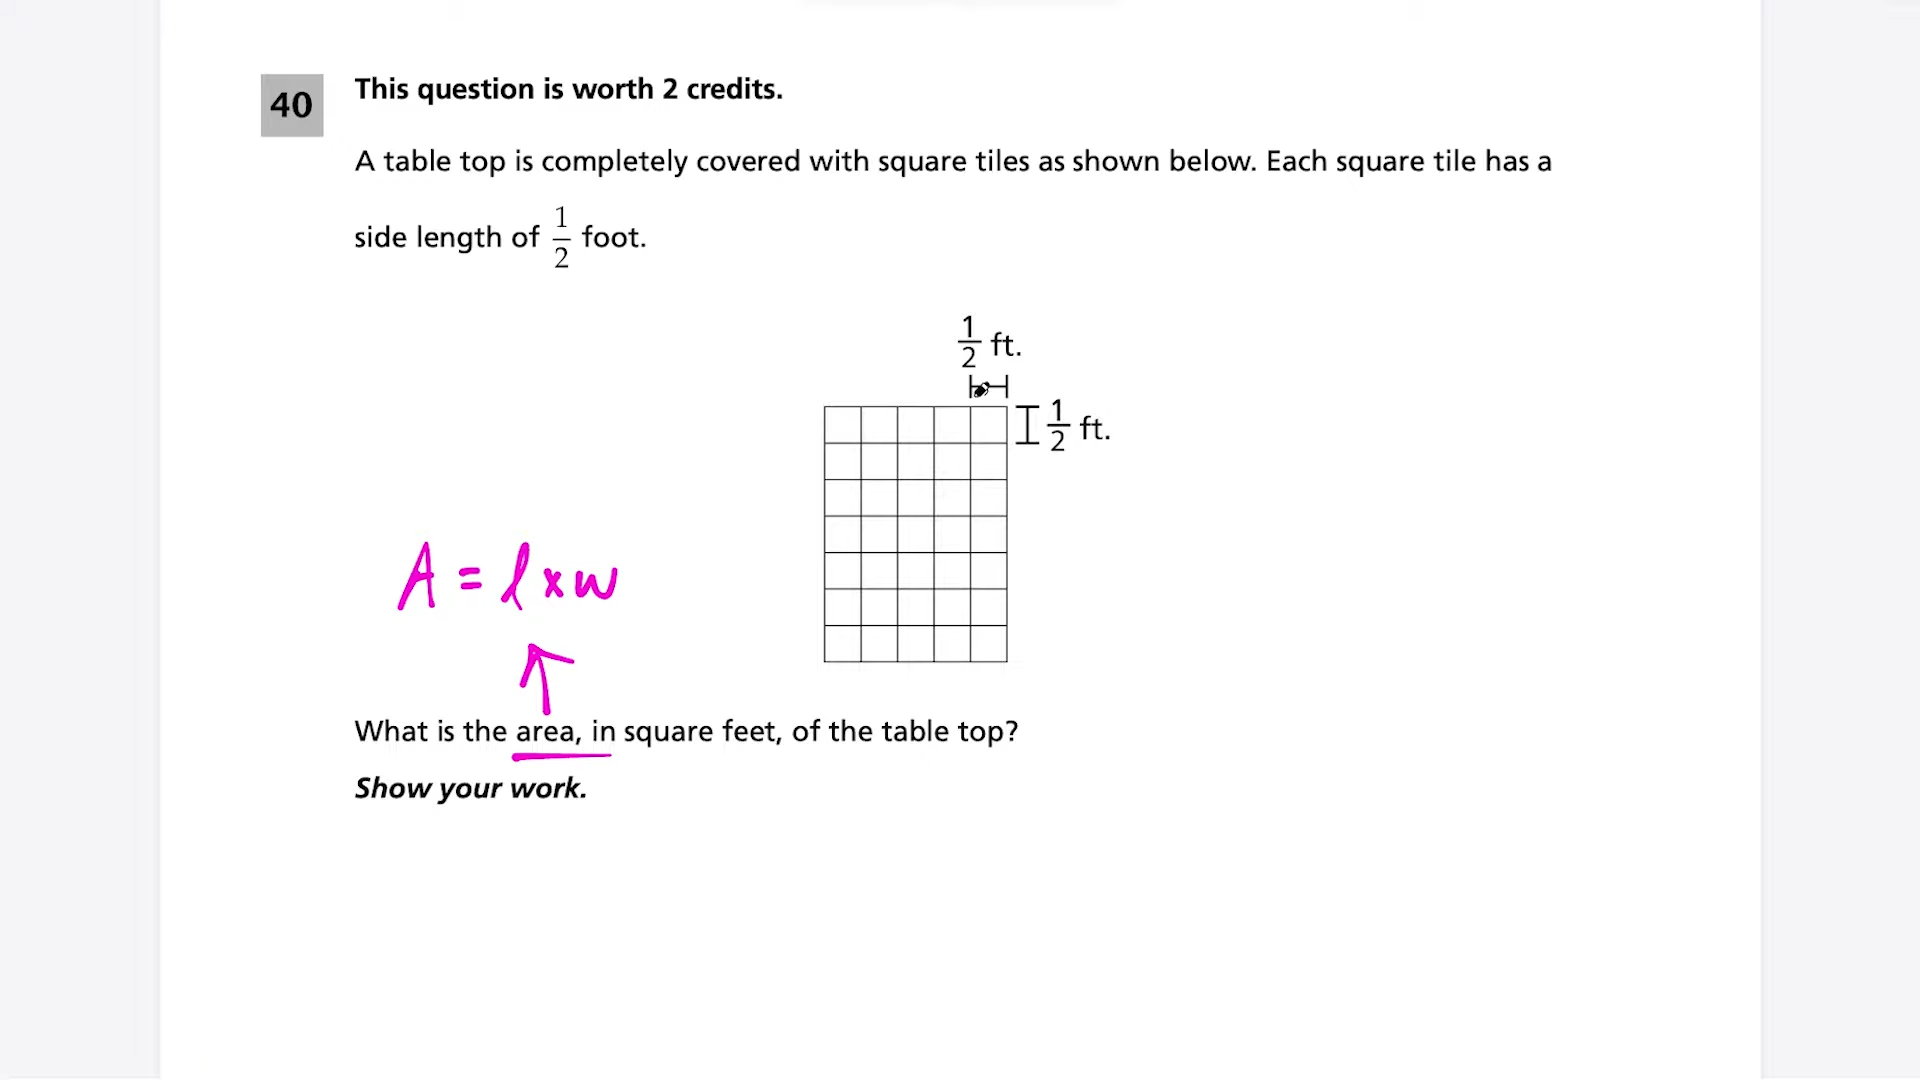 40
This question is worth 2 credits.
A table top is completely covered with square tiles as shown below. Each square tile has a
side length of 1/2 foot.
1/2 ft.
1/2 ft.
A = l x w
What is the area, in square feet, of the table top?
Show your work.